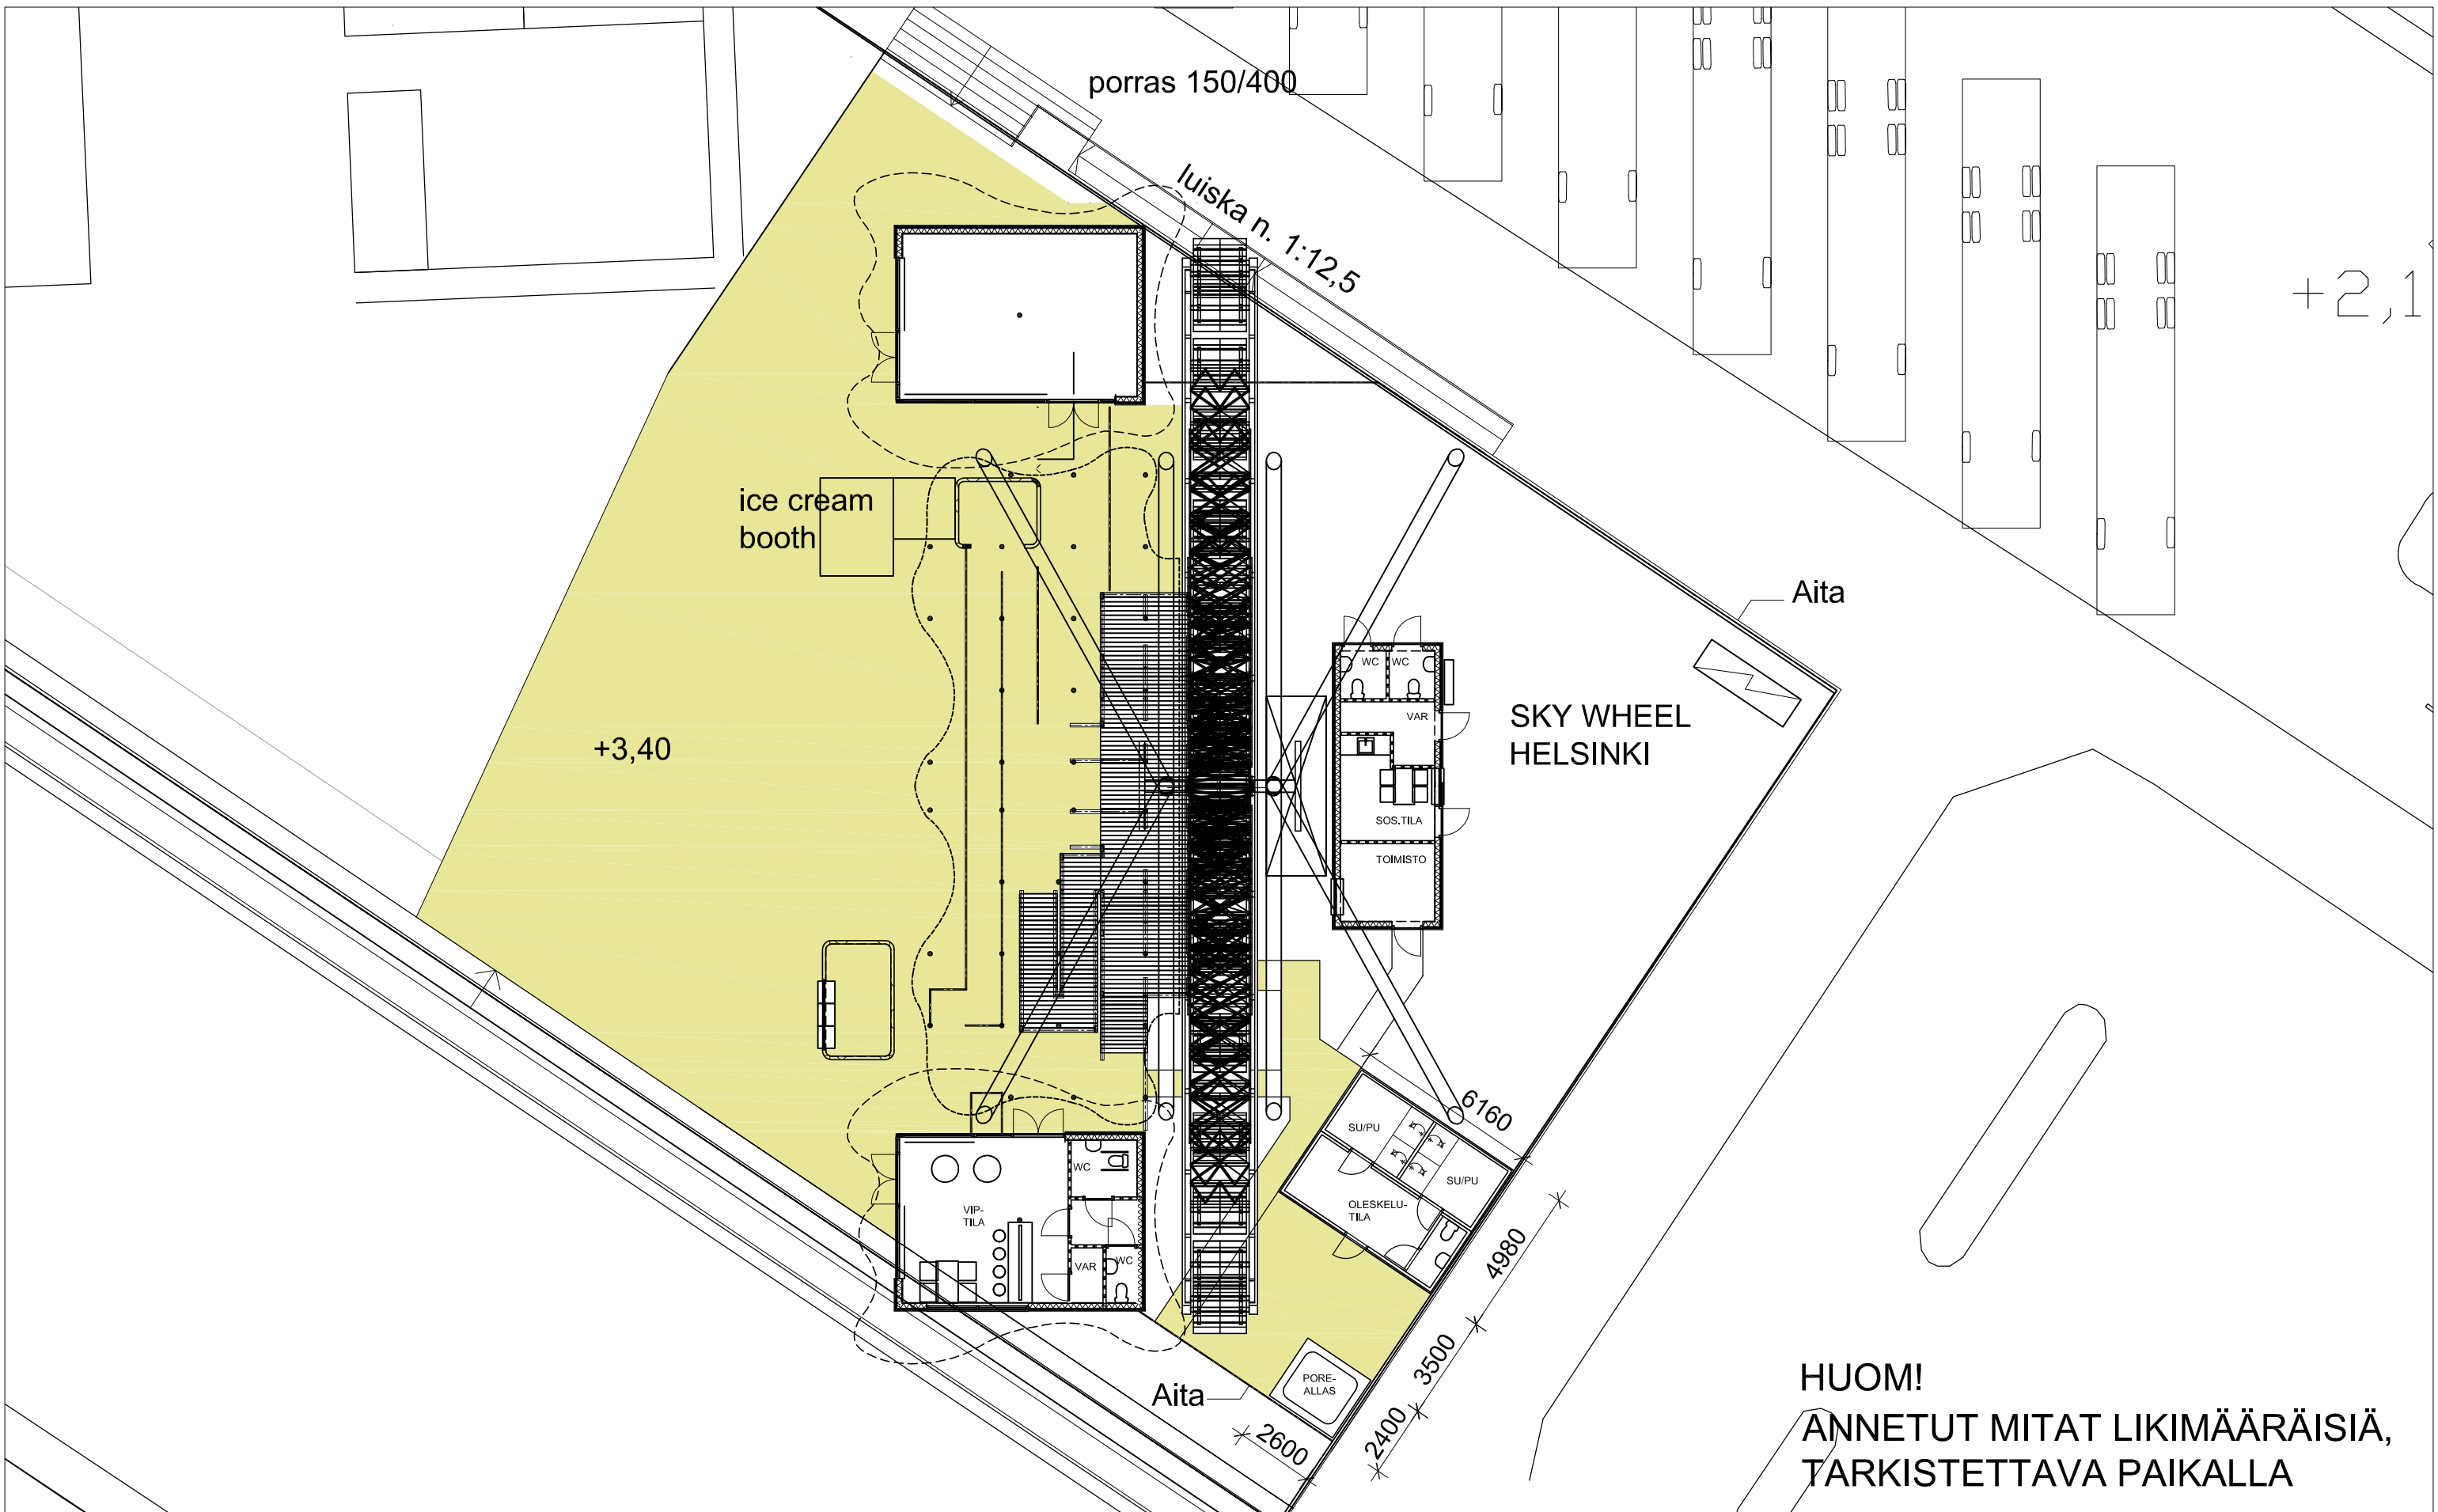 porras 150/400
luiska n. 1:12,5
+2,1
ice cream
booth
Aita
WC
WC
VAR
SKY WHEEL
HELSINKI
+3,40
SOS.TILA
TOIMISTO
6160
SU/PU
SU/PU
WC
OLESKELU-
TILA
VIP-
TILA
4980
VAR
WC
3500
PORE-
ALLAS
Aita
2400
2600
HUOM!
ANNETUT MITAT LIKIMÄÄRÄISIÄ,
TARKISTETTAVA PAIKALLA